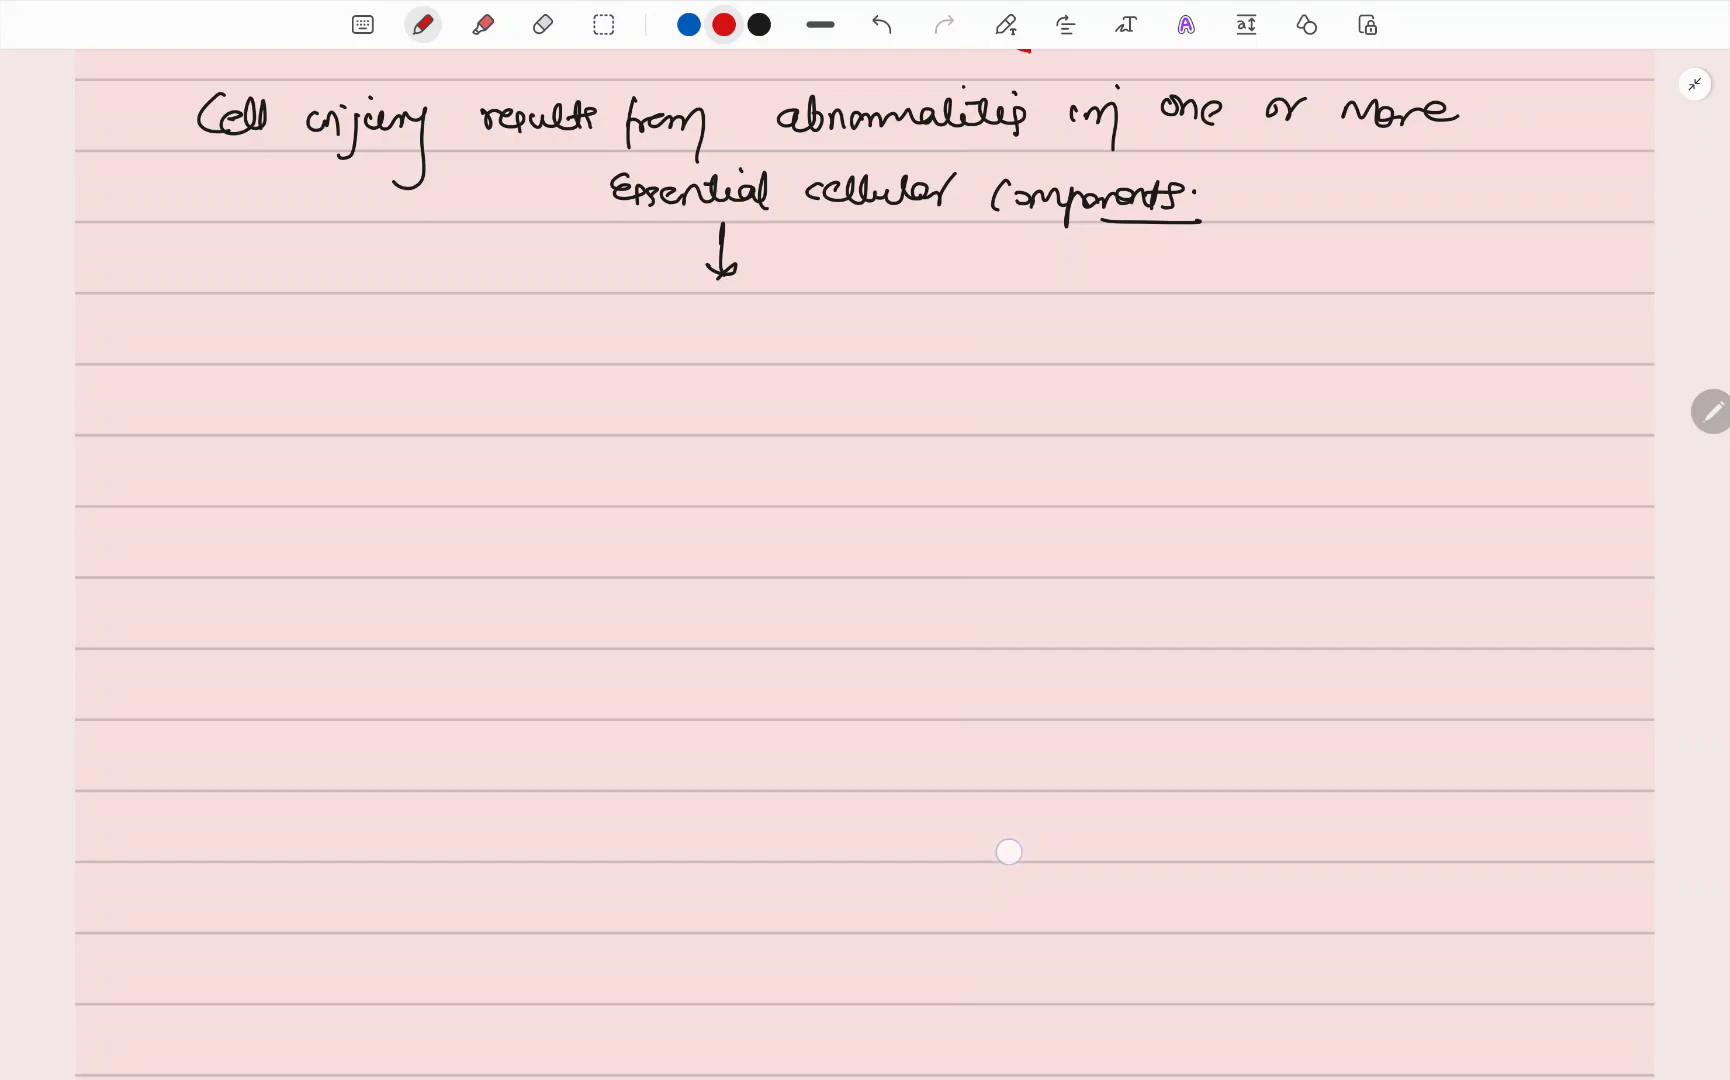 Cell injury results from abnormalities in one or more
Essential cellular components.